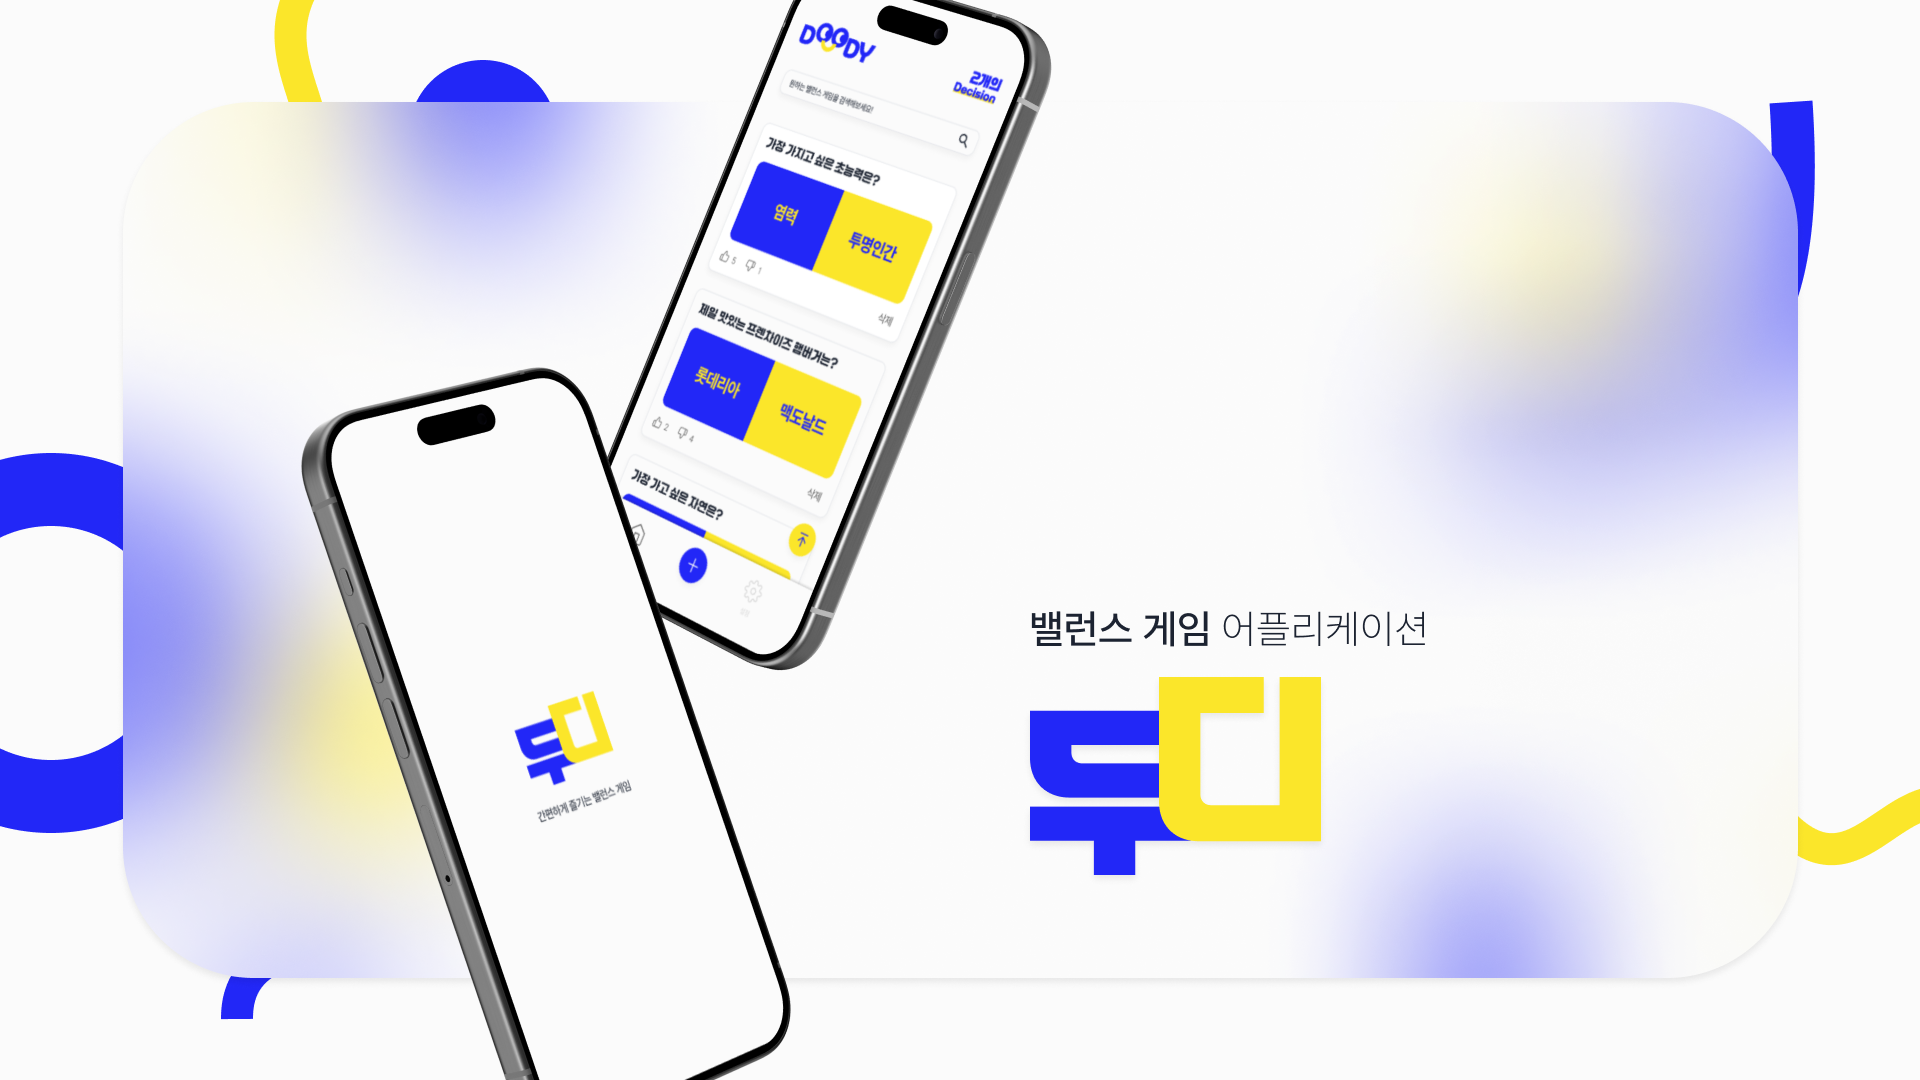 DOODY
2개의
Decision
원하는 밸런스 게임을 검색해보세요!
가장 가지고 싶은 초능력은?
염력
투명인간
5
1
삭제
제일 맛있는 프렌차이즈 햄버거는?
롯데리아
맥도날드
2
4
삭제
가장 가고 싶은 자연은?
두디
간편하게 즐기는 밸런스 게임
밸런스 게임 어플리케이션
두디